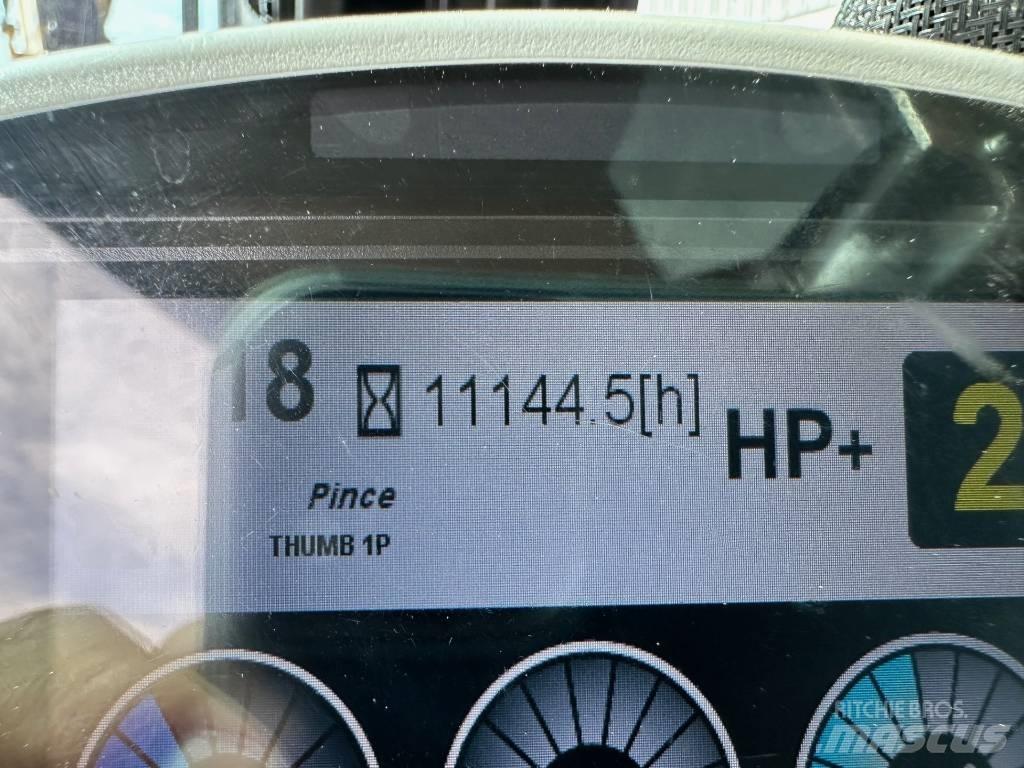 18 11144.5[h] HP+ 2
Pince
THUMB 1P
RITCHIE BROS.
MASCUS